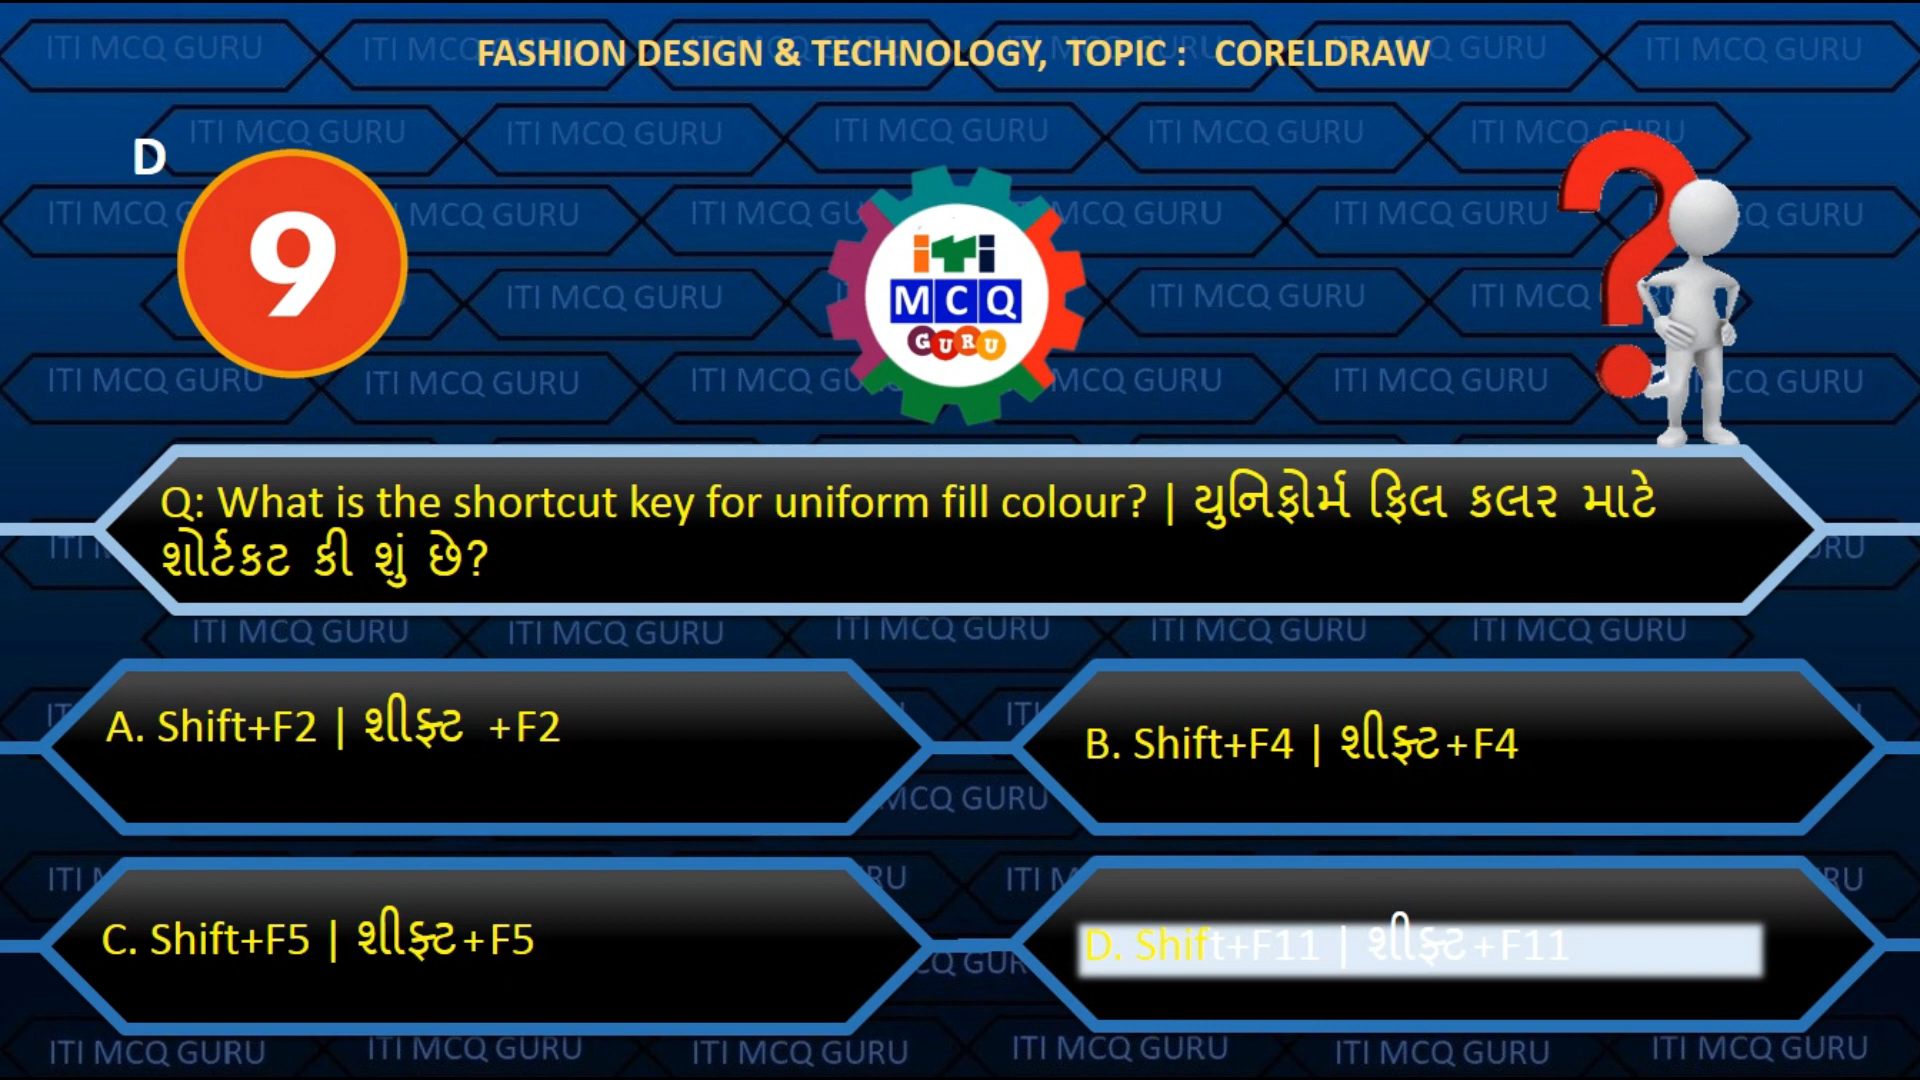 FASHION DESIGN & TECHNOLOGY, TOPIC : CORELDRAW
D
9
iTi
MCQ
GURU
Q: What is the shortcut key for uniform fill colour? | યુનિફોર્મ ફિલ કલર માટે
શોર્ટકટ કી શું છે?
A. Shift+F2 | શીફ્ટ +F2
B. Shift+F4 | શીફ્ટ+F4
C. Shift+F5 | શીફ્ટ+F5
D. Shift+F11 | શીફ્ટ+F11